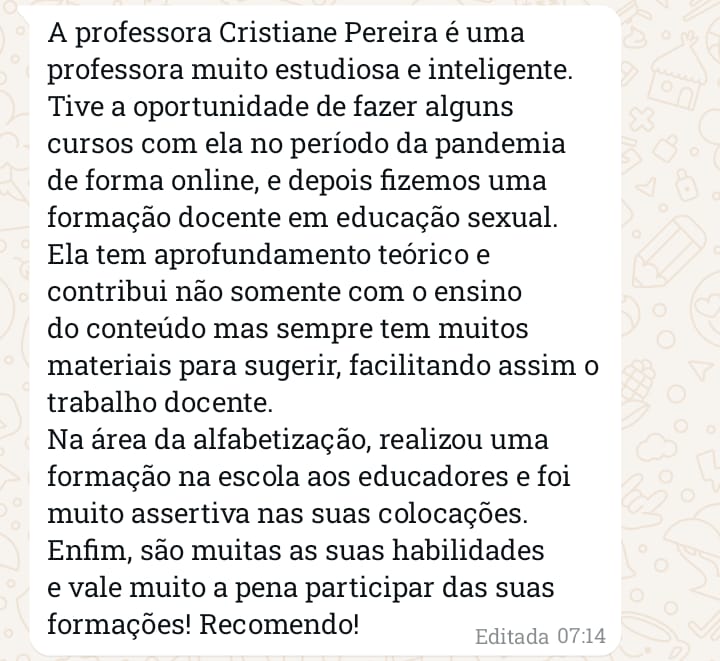 A professora Cristiane Pereira é uma
professora muito estudiosa e inteligente.
Tive a oportunidade de fazer alguns
cursos com ela no período da pandemia
de forma online, e depois fizemos uma
formação docente em educação sexual.
Ela tem aprofundamento teórico e
contribui não somente com o ensino
do conteúdo mas sempre tem muitos
materiais para sugerir, facilitando assim o
trabalho docente.
Na área da alfabetização, realizou uma
formação na escola aos educadores e foi
muito assertiva nas suas colocações.
Enfim, são muitas as suas habilidades
e vale muito a pena participar das suas
formações! Recomendo!
Editada 07:14